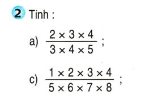 2 Tính :
a) 2 × 3 × 4 / 3 × 4 × 5 ;
c) 1 × 2 × 3 × 4 / 5 × 6 × 7 × 8 ;